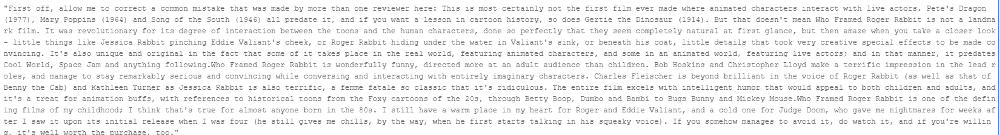 "First off, allow me to correct a common mistake that was made by more than one reviewer here: This is most certainly not the first film ever made where animated characters interact with live actors. Pete's Dragon
(1977), Mary Poppins (1964) and Song of the South (1946) all predate it, and if you want a lesson in cartoon history, so does Gertie the Dinosaur (1914). But that doesn't mean Who Framed Roger Rabbit is not a landma
rk film. It was revolutionary for its degree of interaction between the toons and the human characters, done so perfectly that they seem completely natural at first glance, but then amaze when you take a closer look
- little things like Jessica Rabbit pinching Eddie Valiant's cheek, or Roger Rabbit hiding under the water in Valiant's sink, or beneath his coat, little details that took very creative special effects to be made co
nvincing. It's also unique and original in the fact that some of it takes place in the real world, featuring animated characters, and some in an animated world, featuring live actors; and in that manner, it predates
Cool World, Space Jam and anything following.Who Framed Roger Rabbit is wonderfully funny, directed more at an adult audience than children. Bob Hoskins and Christopher Lloyd make a terrific impression in the lead r
oles, and manage to stay remarkably serious and convincing while conversing and interacting with entirely imaginary characters. Charles Fleischer is beyond brilliant in the voice of Roger Rabbit (as well as that of
Benny the Cab) and Kathleen Turner as Jessica Rabbit is also terrific, a femme fatale so classic that it's ridiculous. The entire film excels with intelligent humor that would appeal to both children and adults, and
it's a treat for animation buffs, with references to historical toons from the Foxy cartoons of the 20s, through Betty Boop, Dumbo and Bambi to Bugs Bunny and Mickey Mouse.Who Framed Roger Rabbit is one of the defin
ing films of my childhood; I think that's true for almost anyone born in the 80s. I still have a warm place in my heart for Roger and Eddie Valiant, and a cold one for Judge Doom, who gave me nightmares for weeks af
ter I saw it upon its initial release when I was four (he still gives me chills, by the way, when he first starts talking in his squeaky voice). If you somehow manages to avoid it, do watch it, and if you're willin
g, it's well worth the purchase, too."